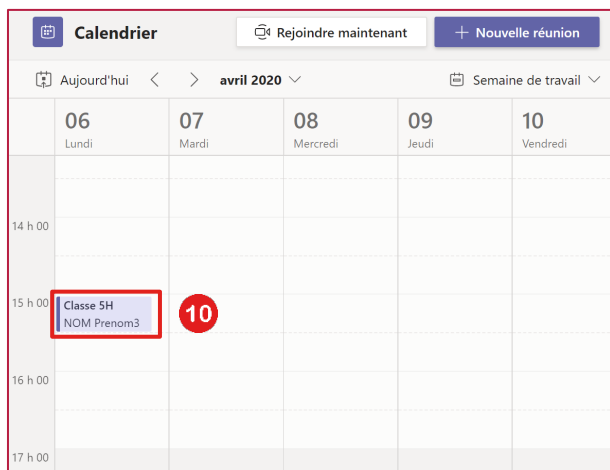 Calendrier
Rejoindre maintenant
+ Nouvelle réunion
Aujourd'hui
avril 2020
Semaine de travail
06
Lundi
07
Mardi
08
Mercredi
09
Jeudi
10
Vendredi
14 h 00
15 h 00
Classe 5H
NOM Prenom3
10
16 h 00
17 h 00